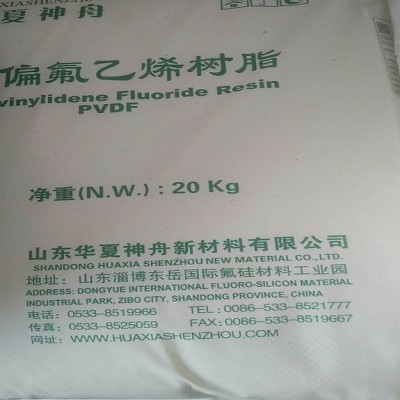 夏神舟
偏氟乙烯树脂
vinylidene Fluoride Resin
PVDF
净重(N.W.) : 20 Kg
山东华夏神舟新材料有限公司
SHANDONG HUAXIA SHENZHOU NEW MATERIAL CO.,LTD.
地址: 山东淄博东岳国际氟硅材料工业园
ADDRESS: DONGYUE INTERNATIONAL FLUORO-SILICON MATERIAL
INDUSTRIAL PARK, ZIBO CITY, SHANDONG PROVINCE, CHINA
电话: 0533-8519966 TEL: 0086-533-8521777
传真: 0533-8525059 FAX: 0086-533-8519667
网址: WWW.HUAXIASHENZHOU.COM